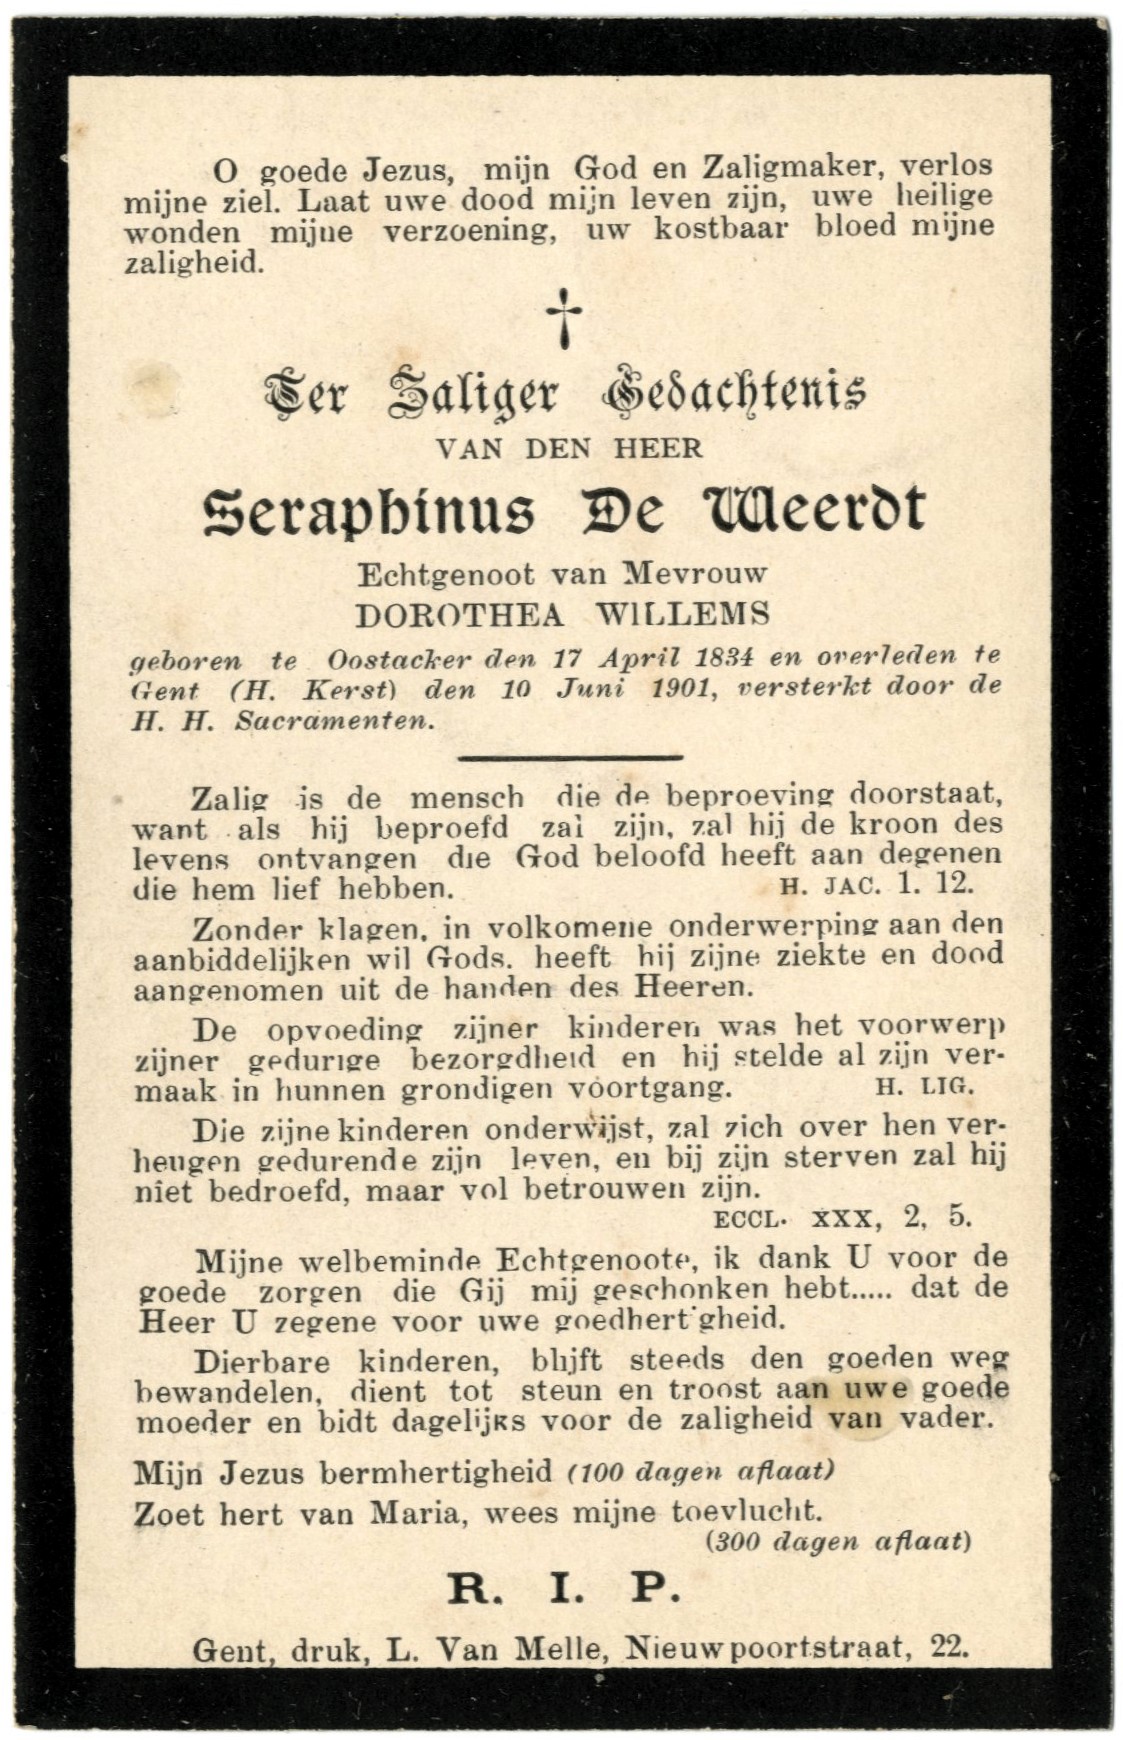 O goede Jezus, mijn God en Zaligmaker, verlos
mijne ziel. Laat uwe dood mijn leven zijn, uwe heilige
wonden mijne verzoening, uw kostbaar bloed mijne
zaligheid.
†
Ter Zaliger Gedachtenis
VAN DEN HEER
Seraphinus De Weerdt
Echtgenoot van Mevrouw
DOROTHEA WILLEMS
geboren te Oostacker den 17 April 1834 en overleden te
Gent (H. Kerst) den 10 Juni 1901, versterkt door de
H. H. Sacramenten.
Zalig is de mensch die de beproeving doorstaat,
want als hij beproefd zal zijn, zal hij de kroon des
levens ontvangen die God beloofd heeft aan degenen
die hem lief hebben. H. JAC. 1. 12.
Zonder klagen, in volkomene onderwerping aan den
aanbiddelijken wil Gods. heeft hij zijne ziekte en dood
aangenomen uit de handen des Heeren.
De opvoeding zijner kinderen was het voorwerp
zijner gedurige bezorgdheid en hij stelde al zijn ver-
maak in hunnen grondigen voortgang. H. LIG.
Die zijne kinderen onderwijst, zal zich over hen ver-
heugen gedurende zijn leven, en bij zijn sterven zal hij
niet bedroefd, maar vol betrouwen zijn.
ECCL. XXX, 2, 5.
Mijne welbeminde Echtgenoote, ik dank U voor de
goede zorgen die Gij mij geschonken hebt..... dat de
Heer U zegene voor uwe goedhertigheid.
Dierbare kinderen, blijft steeds den goeden weg
bewandelen, dient tot steun en troost aan uwe goede
moeder en bidt dagelijks voor de zaligheid van vader.
Mijn Jezus bermhertigheid (100 dagen aflaat)
Zoet hert van Maria, wees mijne toevlucht.
(300 dagen aflaat)
R. I. P.
Gent, druk, L. Van Melle, Nieuwpoortstraat, 22.